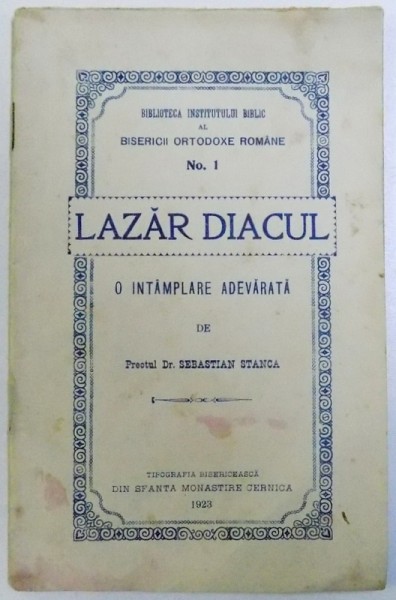 BIBLIOTECA INSTITUTULUI BIBLIC
AL
BISERICII ORTODOXE ROMÂNE
No. 1
LAZĂR DIACUL
O INTÂMPLARE ADEVĂRATĂ
DE
Preotul Dr. SEBASTIAN STANCA
TIPOGRAFIA BISERICEASCĂ
DIN SFANTA MONASTIRE CERNICA
1923